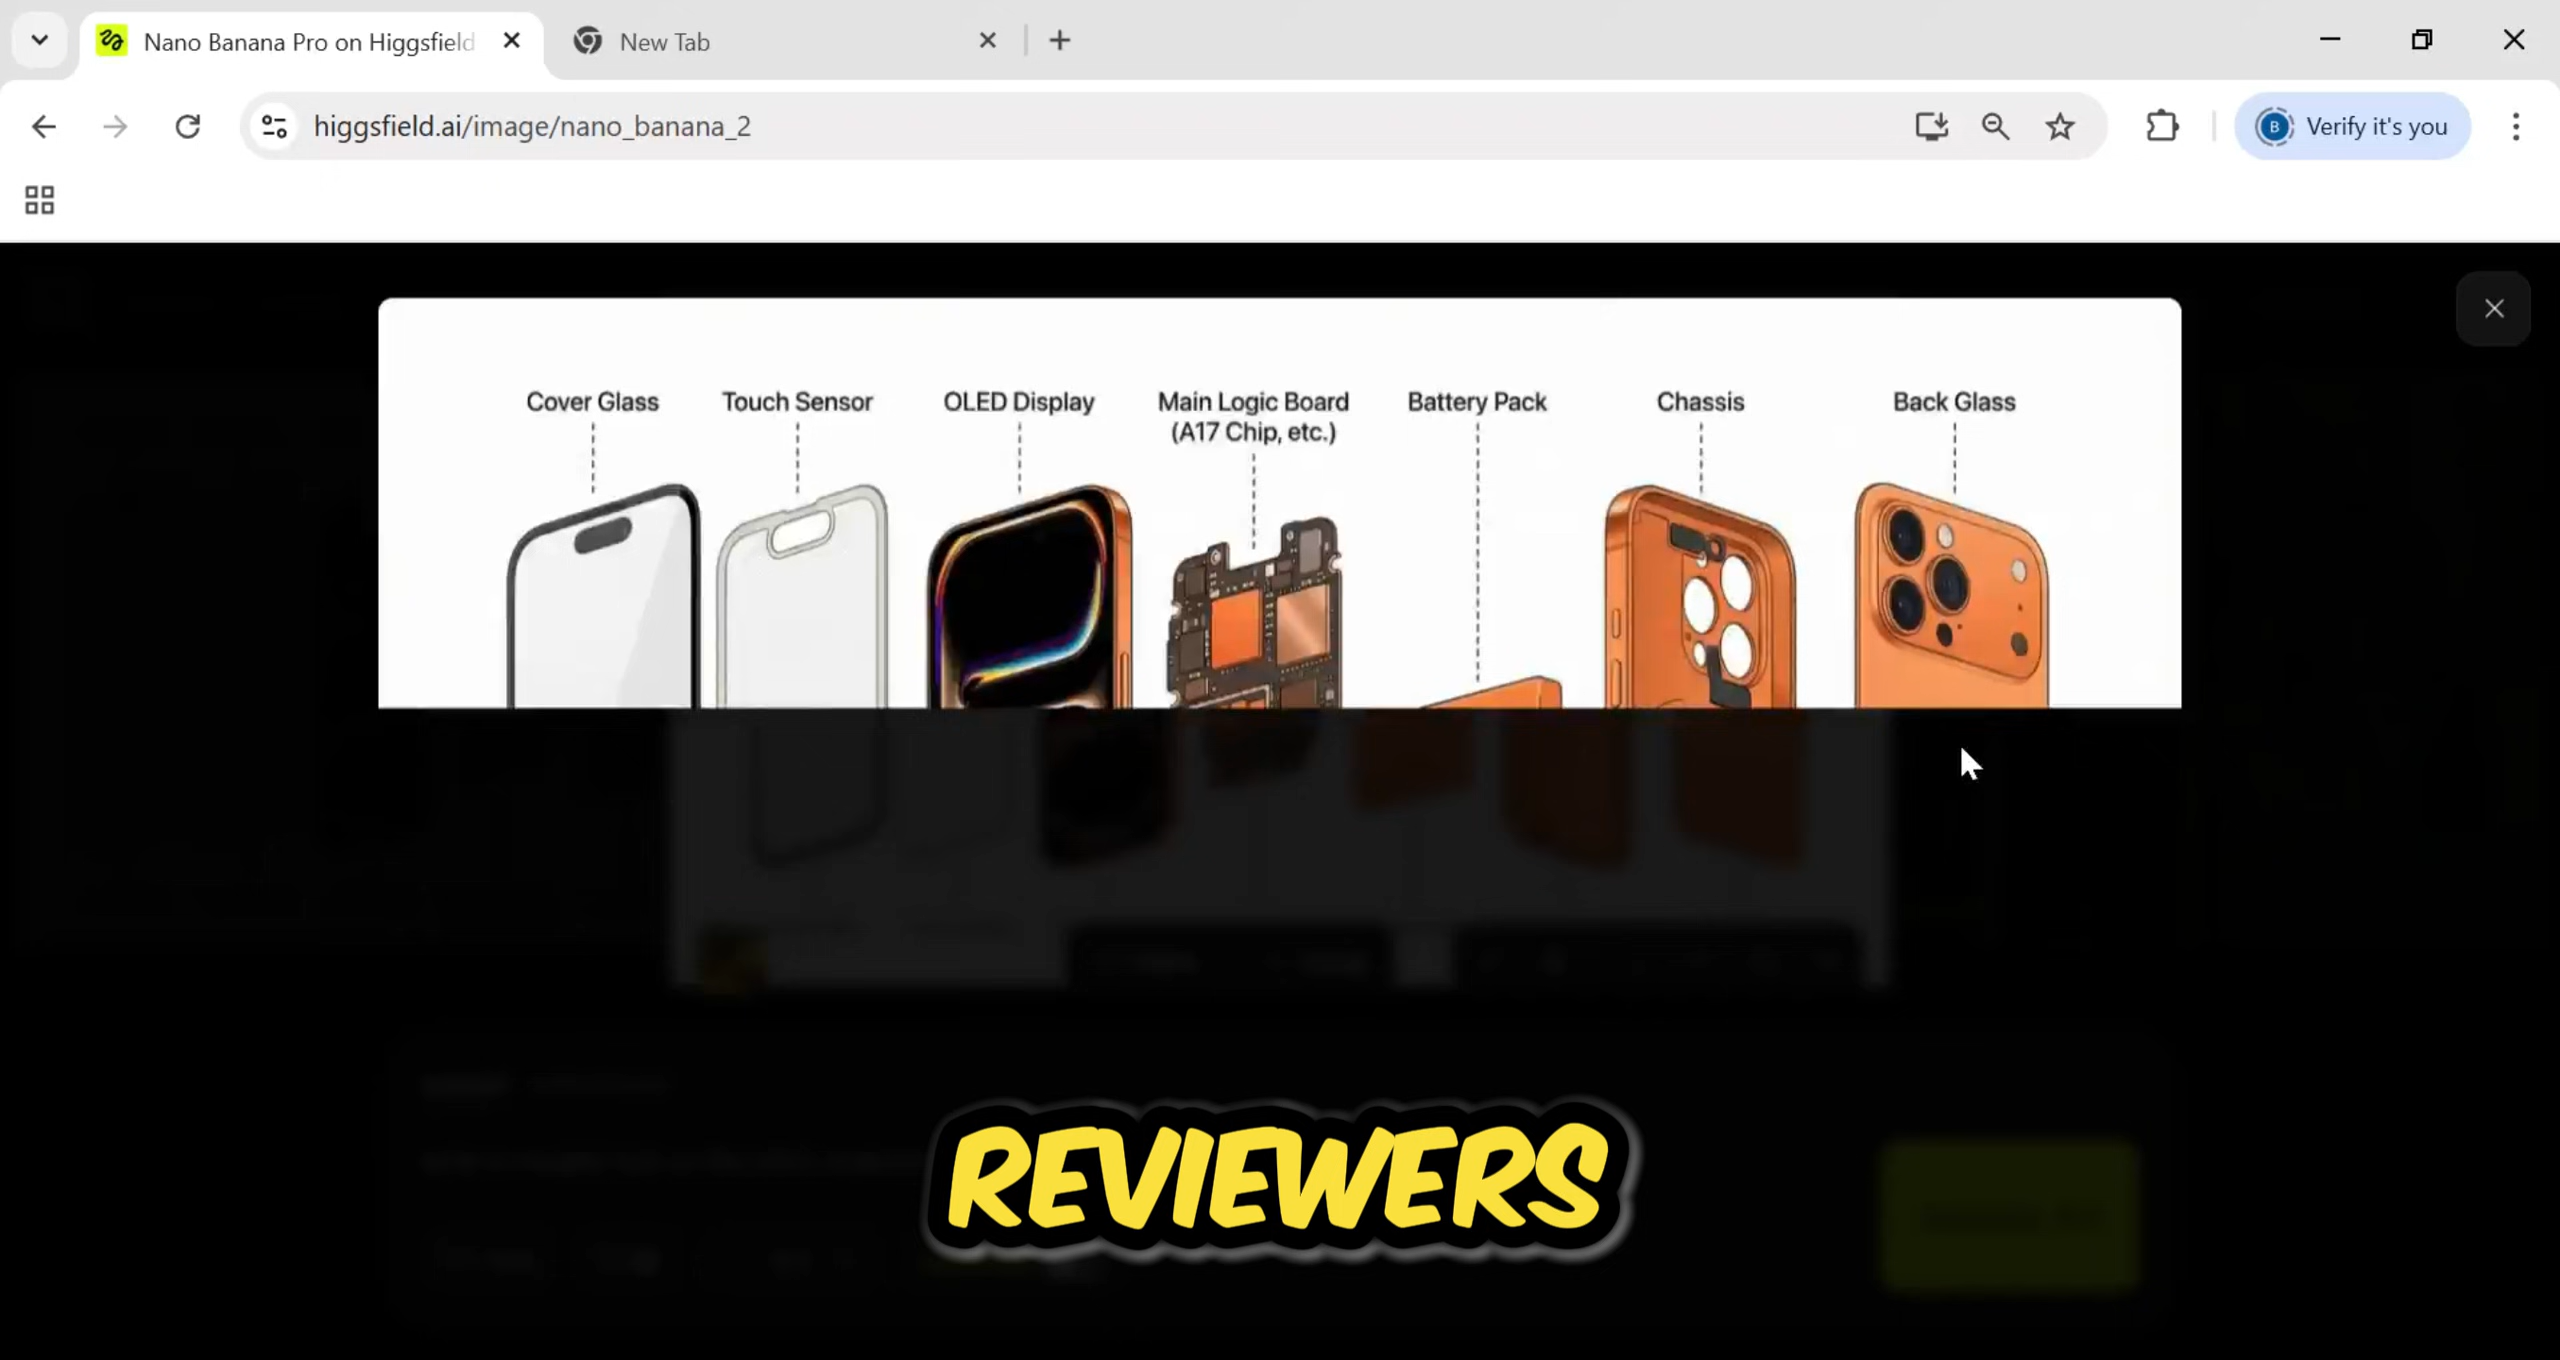 Nano Banana Pro on Higgsfield
New Tab
higgsfield.ai/image/nano_banana_2
B
Verify it's you
Cover Glass
Touch Sensor
OLED Display
Main Logic Board
(A17 Chip, etc.)
Battery Pack
Chassis
Back Glass
REVIEWERS